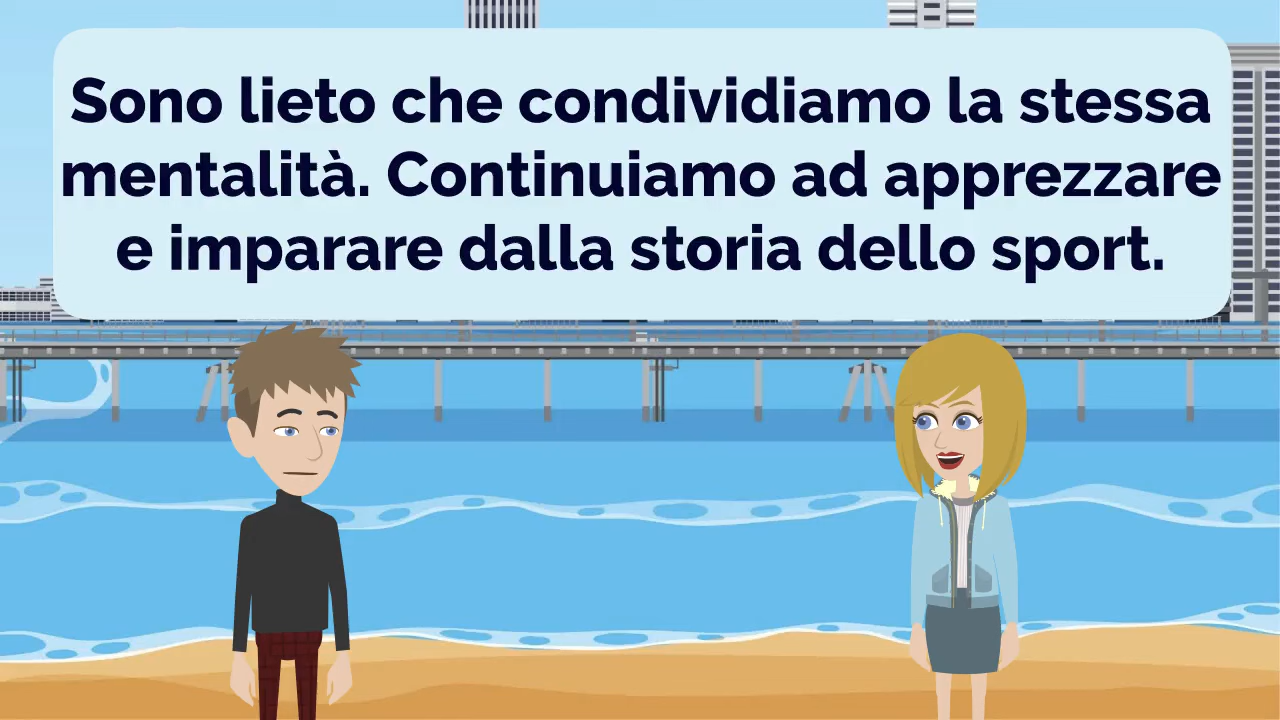 Sono lieto che condividiamo la stessa
mentalità. Continuiamo ad apprezzare
e imparare dalla storia dello sport.